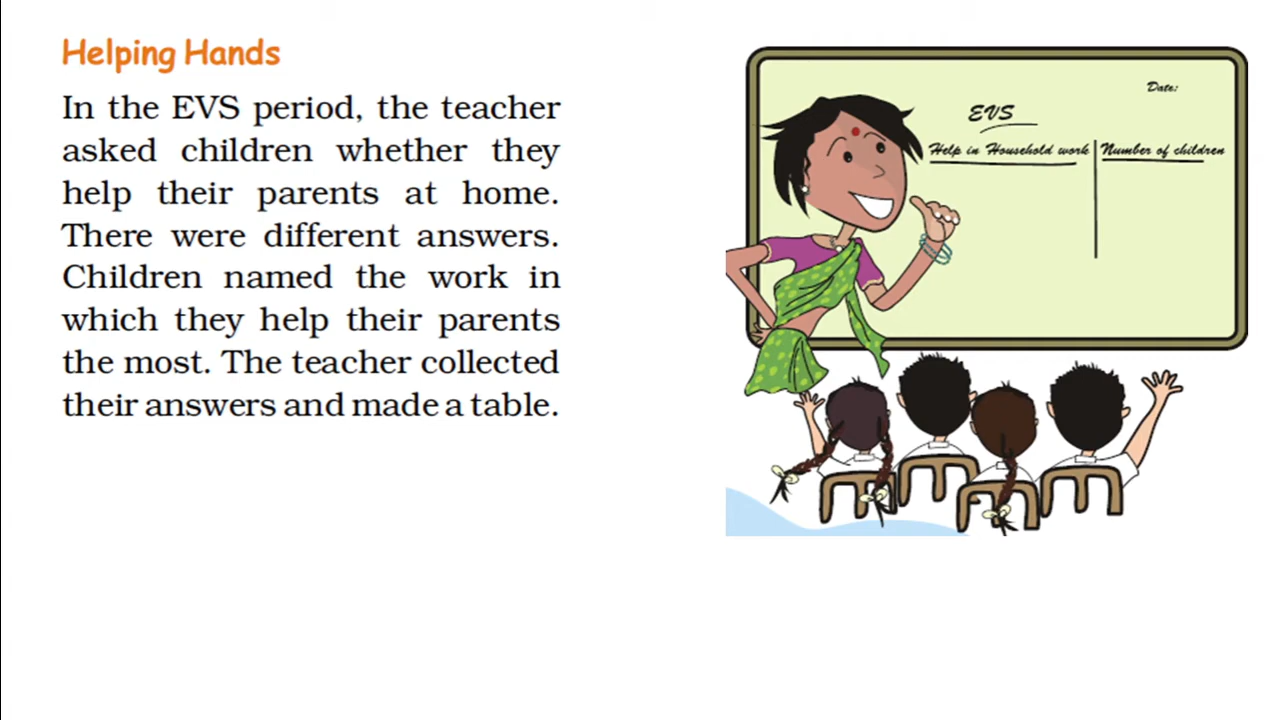 Helping Hands
In the EVS period, the teacher
asked children whether they
help their parents at home.
There were different answers.
Children named the work in
which they help their parents
the most. The teacher collected
their answers and made a table.
Date:
EVS
Help in Household work Number of children